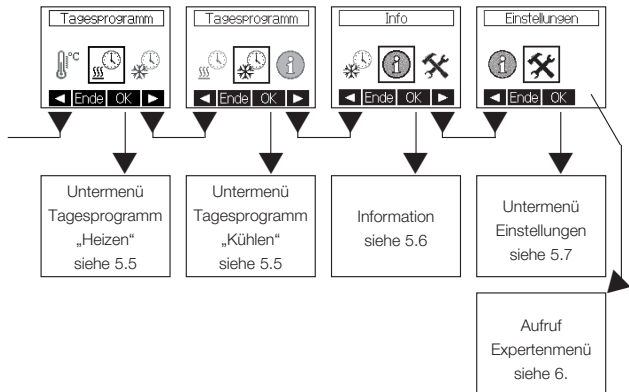 Tagesprogramm
°C
◄ Ende OK ►
Tagesprogramm
i
◄ Ende OK ►
Info
i
◄ Ende OK ►
Einstellungen
i
◄ Ende OK
Untermenü
Tagesprogramm
„Heizen“
siehe 5.5
Untermenü
Tagesprogramm
„Kühlen“
siehe 5.5
Information
siehe 5.6
Untermenü
Einstellungen
siehe 5.7
Aufruf
Expertenmenü
siehe 6.